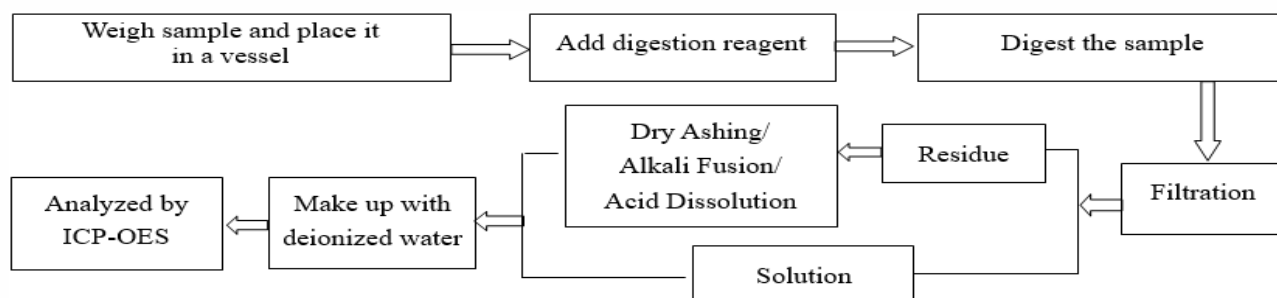 Weigh sample and place it
in a vessel
Add digestion reagent
Digest the sample
Filtration
Residue
Dry Ashing/
Alkali Fusion/
Acid Dissolution
Solution
Make up with
deionized water
Analyzed by
ICP-OES